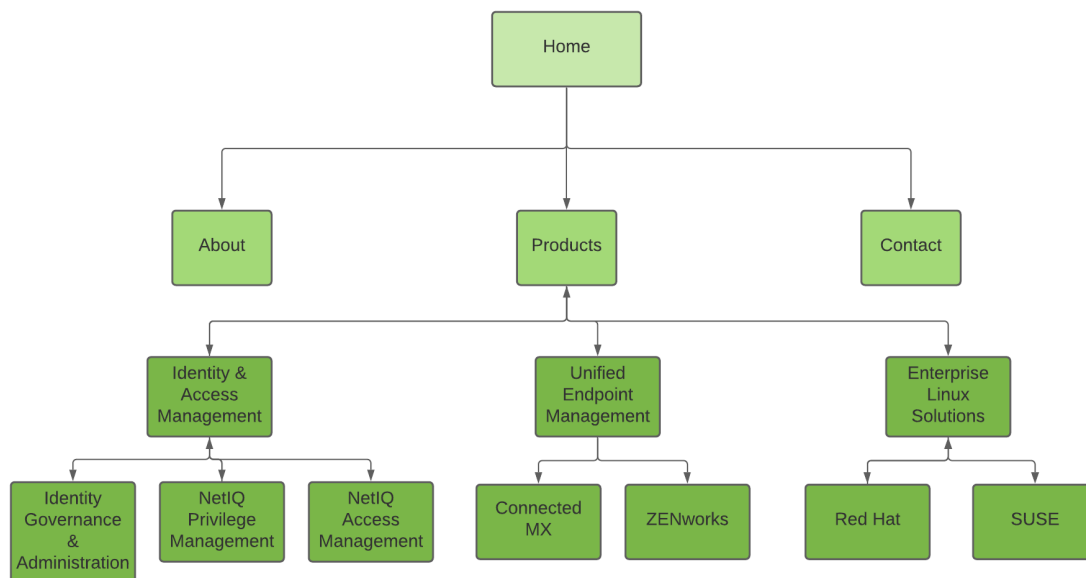 Home
About
Products
Contact
Identity &
Access
Management
Unified
Endpoint
Management
Enterprise
Linux
Solutions
Identity
Governance
&
Administration
NetIQ
Privilege
Management
NetIQ
Access
Management
Connected
MX
ZENworks
Red Hat
SUSE